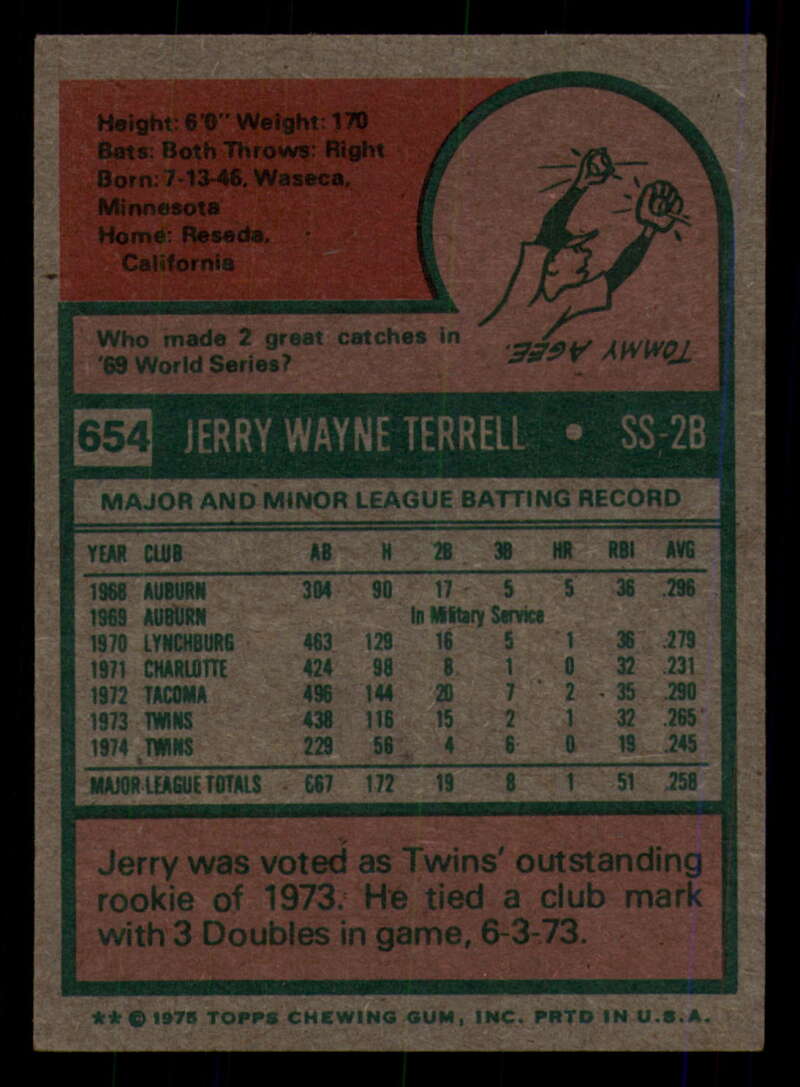 Height: 6'0" Weight: 170
Bats: Both Throws: Right
Born: 7-13-46, Waseca,
Minnesota
Home: Reseda,
California
Who made 2 great catches in
'69 World Series?
TOMMY AGEE.
654 JERRY WAYNE TERRELL • SS-2B
MAJOR AND MINOR LEAGUE BATTING RECORD
YEAR CLUB AB H 2B 3B HR RBI AVG
1968 AUBURN 304 90 17 5 5 36 .296
1969 AUBURN In Military Service
1970 LYNCHBURG 463 129 16 5 1 36 .279
1971 CHARLOTTE 424 98 8 1 0 32 .231
1972 TACOMA 496 144 20 7 2 35 .290
1973 TWINS 438 116 15 2 1 32 .265
1974 TWINS 229 56 4 6 0 19 .245
MAJOR LEAGUE TOTALS 667 172 19 8 1 51 .258
Jerry was voted as Twins' outstanding
rookie of 1973. He tied a club mark
with 3 Doubles in game, 6-3-73.
** © 1975 TOPPS CHEWING GUM, INC. PRTD IN U.S.A.